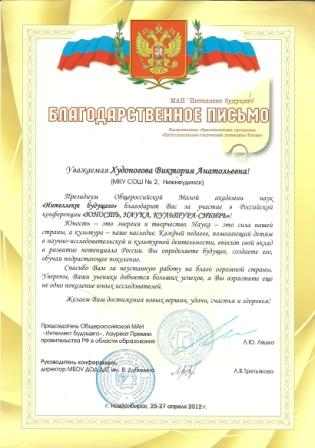 МАН "Интеллект будущего"
БЛАГОДАРСТВЕННОЕ ПИСЬМО
Национальная образовательная программа
«Интеллектуально-творческий потенциал России»
Уважаемая Худоногова Виктория Анатольевна!
(МКУ СОШ № 2, Нижнеудинск)
Президиум Общероссийской Малой академии наук
«Интеллект будущего» благодарит Вас за участие в Российской
конференции «ЮНОСТЬ, НАУКА, КУЛЬТУРА-СИБИРЬ»!
Юность – это энергия и творчество. Наука – это сила нашей
страны, а культура – наше наследие. Каждый педагог, помогающий детям
в научно-исследовательской и культурной деятельности, вносит свой вклад
в развитие потенциала России. Вы определяете будущее, создаете его,
обучая подрастающее поколение.
Спасибо Вам за неустанную работу на благо огромной страны.
Уверены, Ваши ученики добьются больших успехов, а Вы взрастите еще
не одно поколение юных исследователей.
Желаем Вам достижения новых вершин, удачи, счастья и здоровья!
Председатель Общероссийской МАН
«Интеллект будущего», Лауреат Премии
правительства РФ в области образования
Л.Ю. Ляшко
Руководитель конференции,
директор МБОУ ДОД ДДТ им. В. Дубинина
Л.В.Третьякова
г. Новосибирск, 25-27 апреля 2012 г.